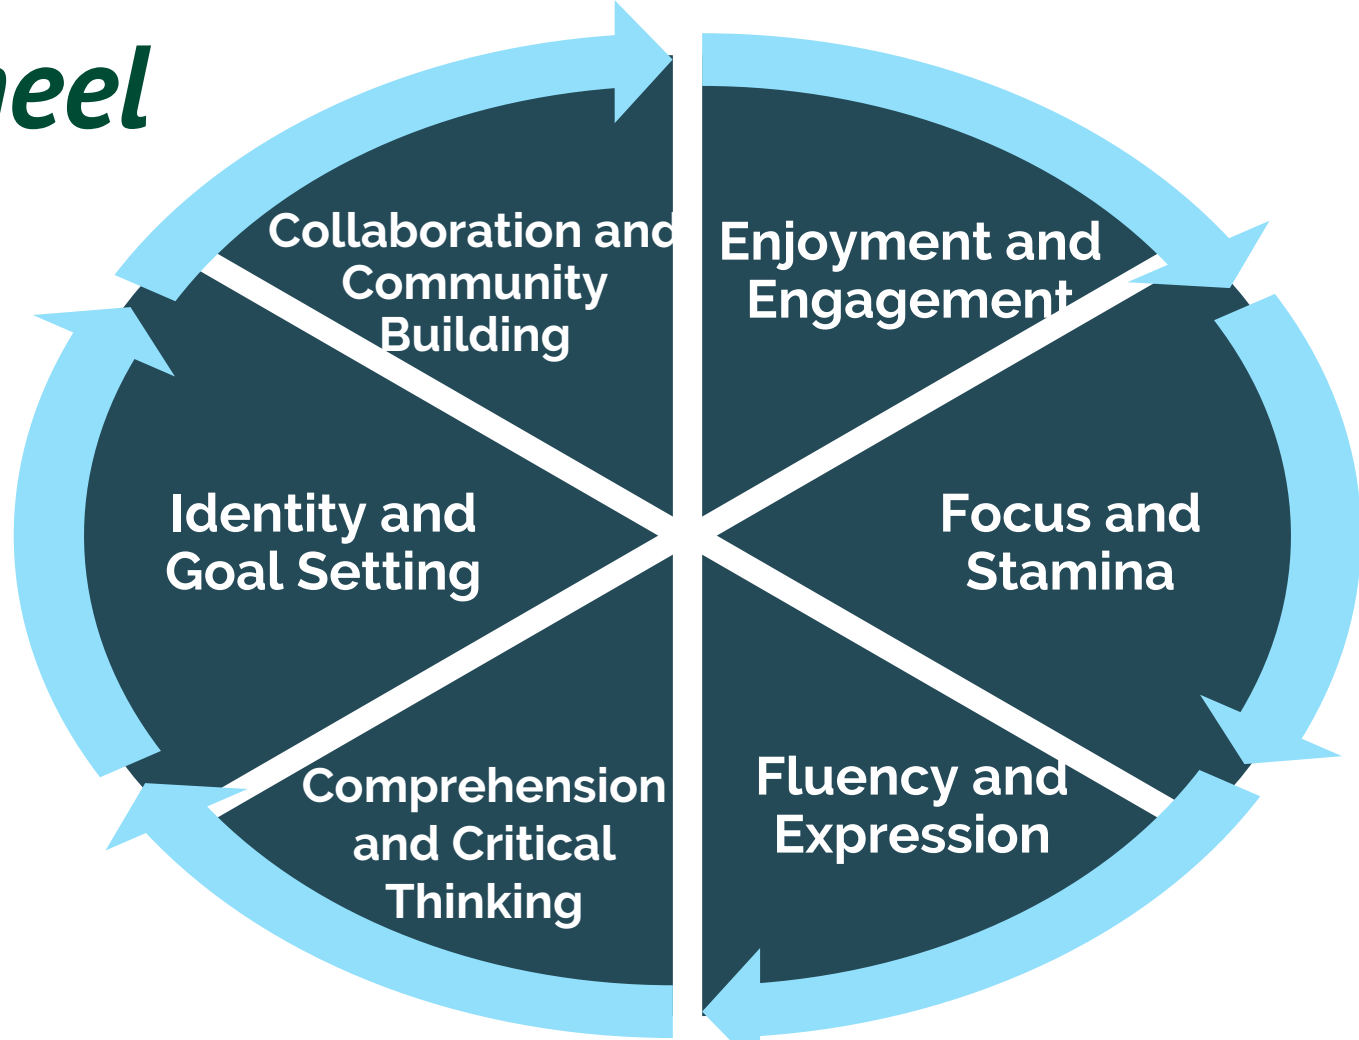 eel
Collaboration and
Community
Building
Enjoyment and
Engagement
Identity and
Goal Setting
Focus and
Stamina
Comprehension
and Critical
Thinking
Fluency and
Expression